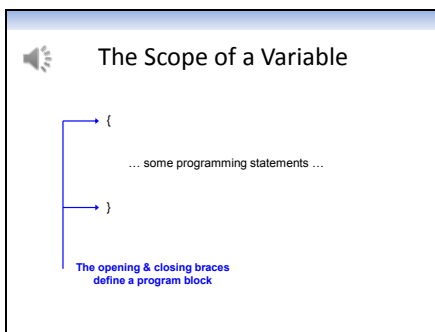 The Scope of a Variable
{
… some programming statements …
}
The opening & closing braces
define a program block